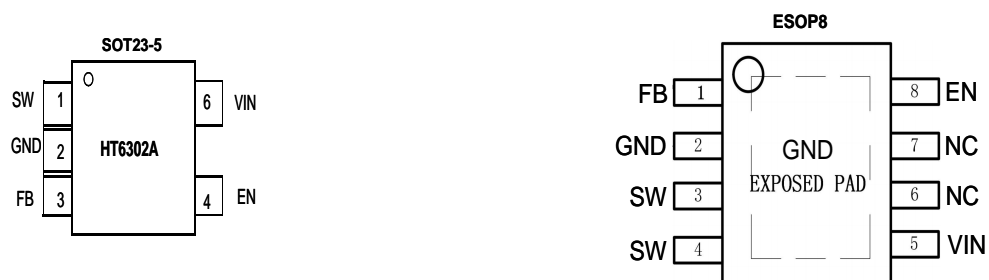 SOT23-5
SW 1 6 VIN
GND 2 HT6302A
FB 3 4 EN
ESOP8
FB 1 8 EN
GND 2 7 NC
GND
EXPOSED PAD
SW 3 6 NC
SW 4 5 VIN